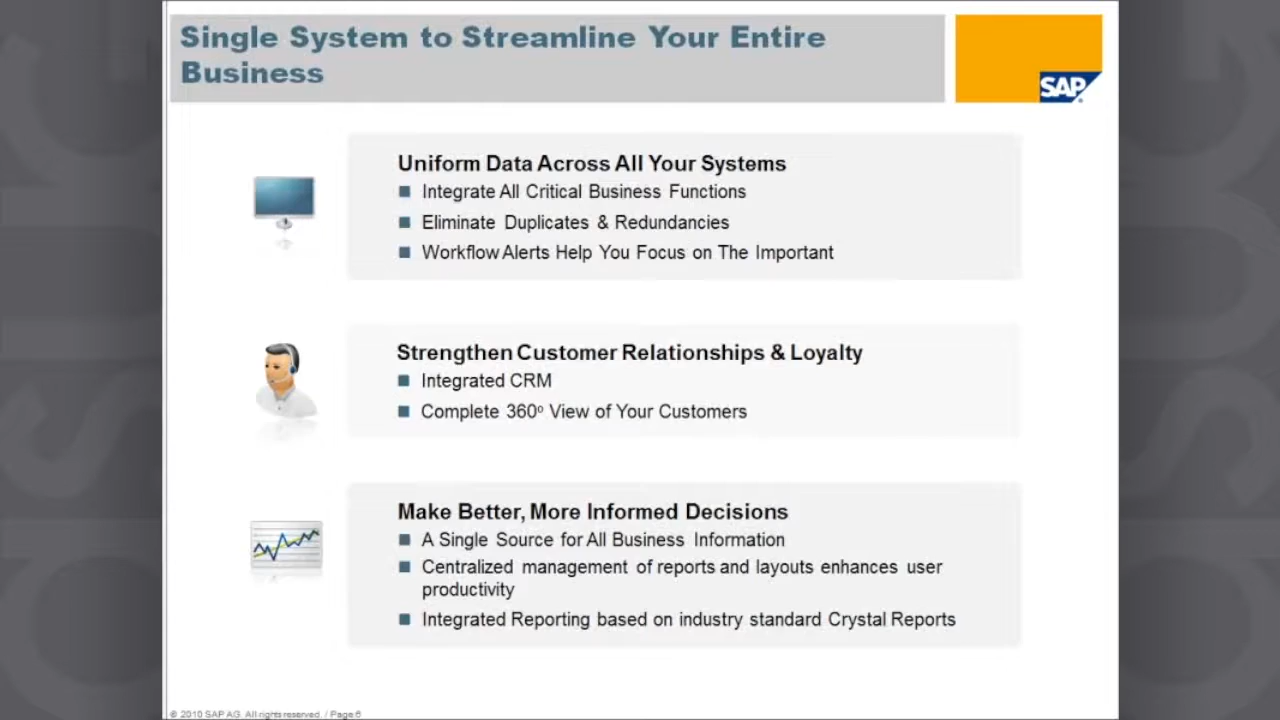 Single System to Streamline Your Entire
Business
SAP
Uniform Data Across All Your Systems
Integrate All Critical Business Functions
Eliminate Duplicates & Redundancies
Workflow Alerts Help You Focus on The Important
Strengthen Customer Relationships & Loyalty
Integrated CRM
Complete 360º View of Your Customers
Make Better, More Informed Decisions
A Single Source for All Business Information
Centralized management of reports and layouts enhances user
productivity
Integrated Reporting based on industry standard Crystal Reports
© 2010 SAP AG. All rights reserved. / Page 6